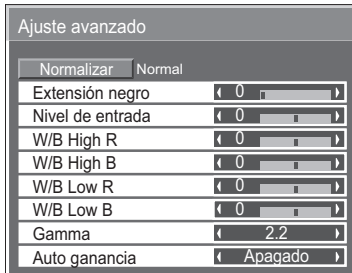 Ajuste avanzado
Normalizar Normal
Extensión negro 0
Nivel de entrada 0
W/B High R 0
W/B High B 0
W/B Low R 0
W/B Low B 0
Gamma 2.2
Auto ganancia Apagado